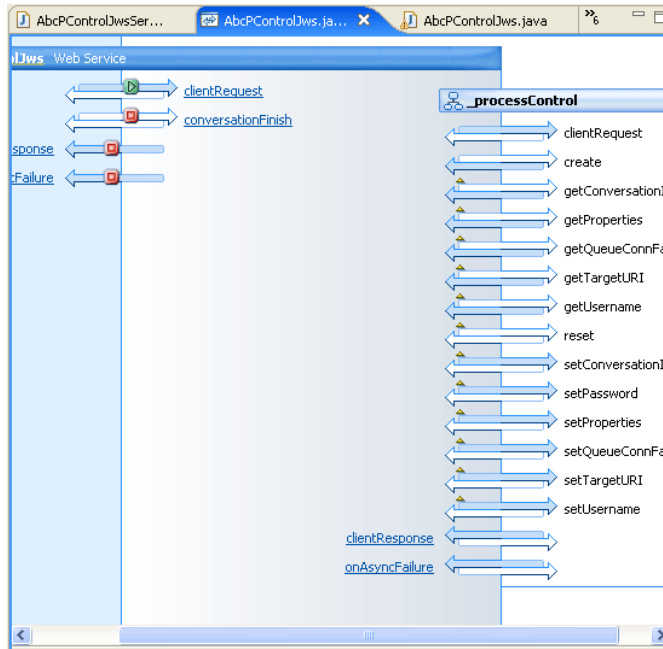 AbcPControlJwsSer...
AbcPControlJws.ja...
AbcPControlJws.java
»6
olJws Web Service
clientRequest
conversationFinish
sponse
cFailure
_processControl
clientRequest
create
getConversationI
getProperties
getQueueConnFa
getTargetURI
getUsername
reset
setConversationI
setPassword
setProperties
setQueueConnFa
setTargetURI
setUsername
clientResponse
onAsyncFailure